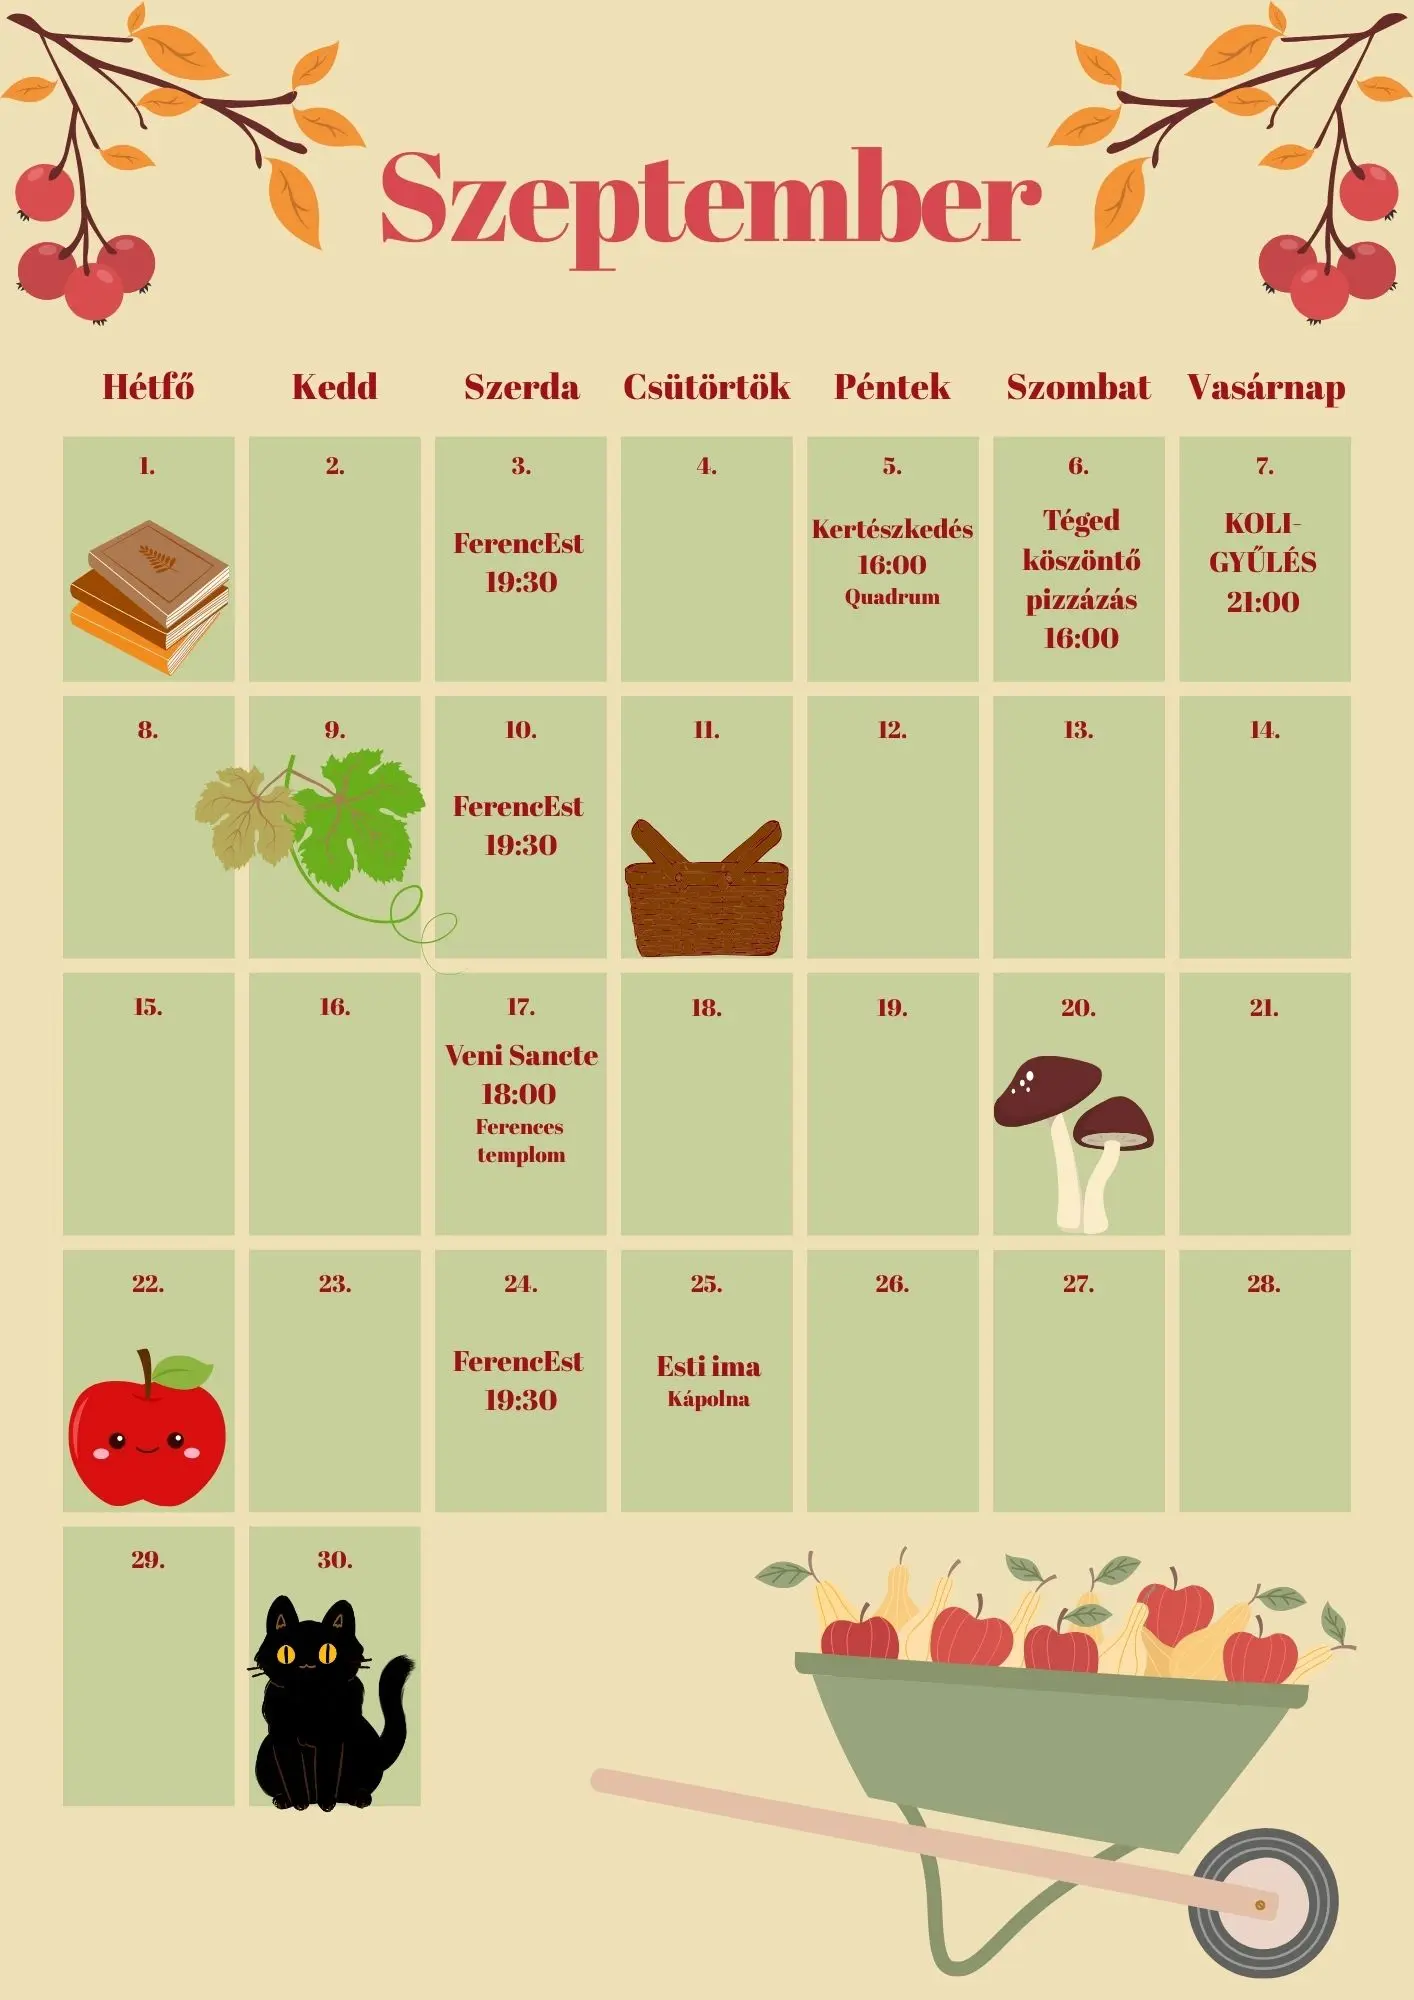 Szeptember
Hétfő Kedd Szerda Csütörtök Péntek Szombat Vasárnap
1. 2. 3. 4. 5. 6. 7.
FerencEst
19:30
Kertészkedés
16:00
Quadrum
Téged
köszöntő
pizzázás
16:00
KOLI-
GYŰLÉS
21:00
8. 9. 10. 11. 12. 13. 14.
FerencEst
19:30
15. 16. 17. 18. 19. 20. 21.
Veni Sancte
18:00
Ferences
templom
22. 23. 24. 25. 26. 27. 28.
FerencEst
19:30
Esti ima
Kápolna
29. 30.